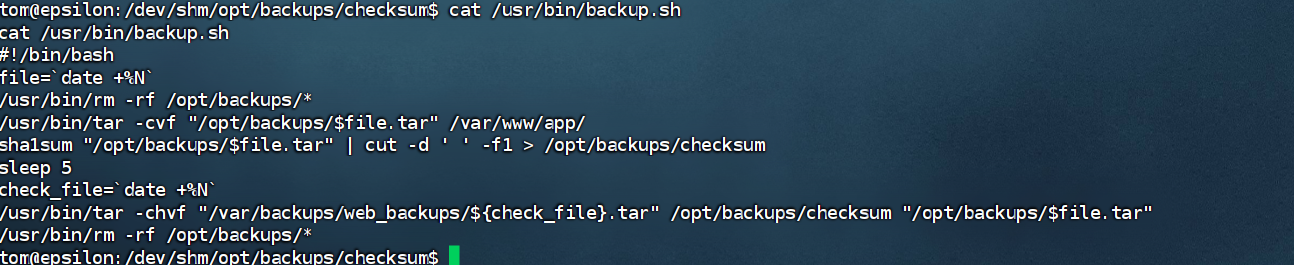 tom@epsilon:/dev/shm/opt/backups/checksum$ cat /usr/bin/backup.sh
cat /usr/bin/backup.sh
#!/bin/bash
file=`date +%N`
/usr/bin/rm -rf /opt/backups/*
/usr/bin/tar -cvf "/opt/backups/$file.tar" /var/www/app/
sha1sum "/opt/backups/$file.tar" | cut -d ' ' -f1 > /opt/backups/checksum
sleep 5
check_file=`date +%N`
/usr/bin/tar -chvf "/var/backups/web_backups/${check_file}.tar" /opt/backups/checksum "/opt/backups/$file.tar"
/usr/bin/rm -rf /opt/backups/*
tom@epsilon:/dev/shm/opt/backups/checksum$